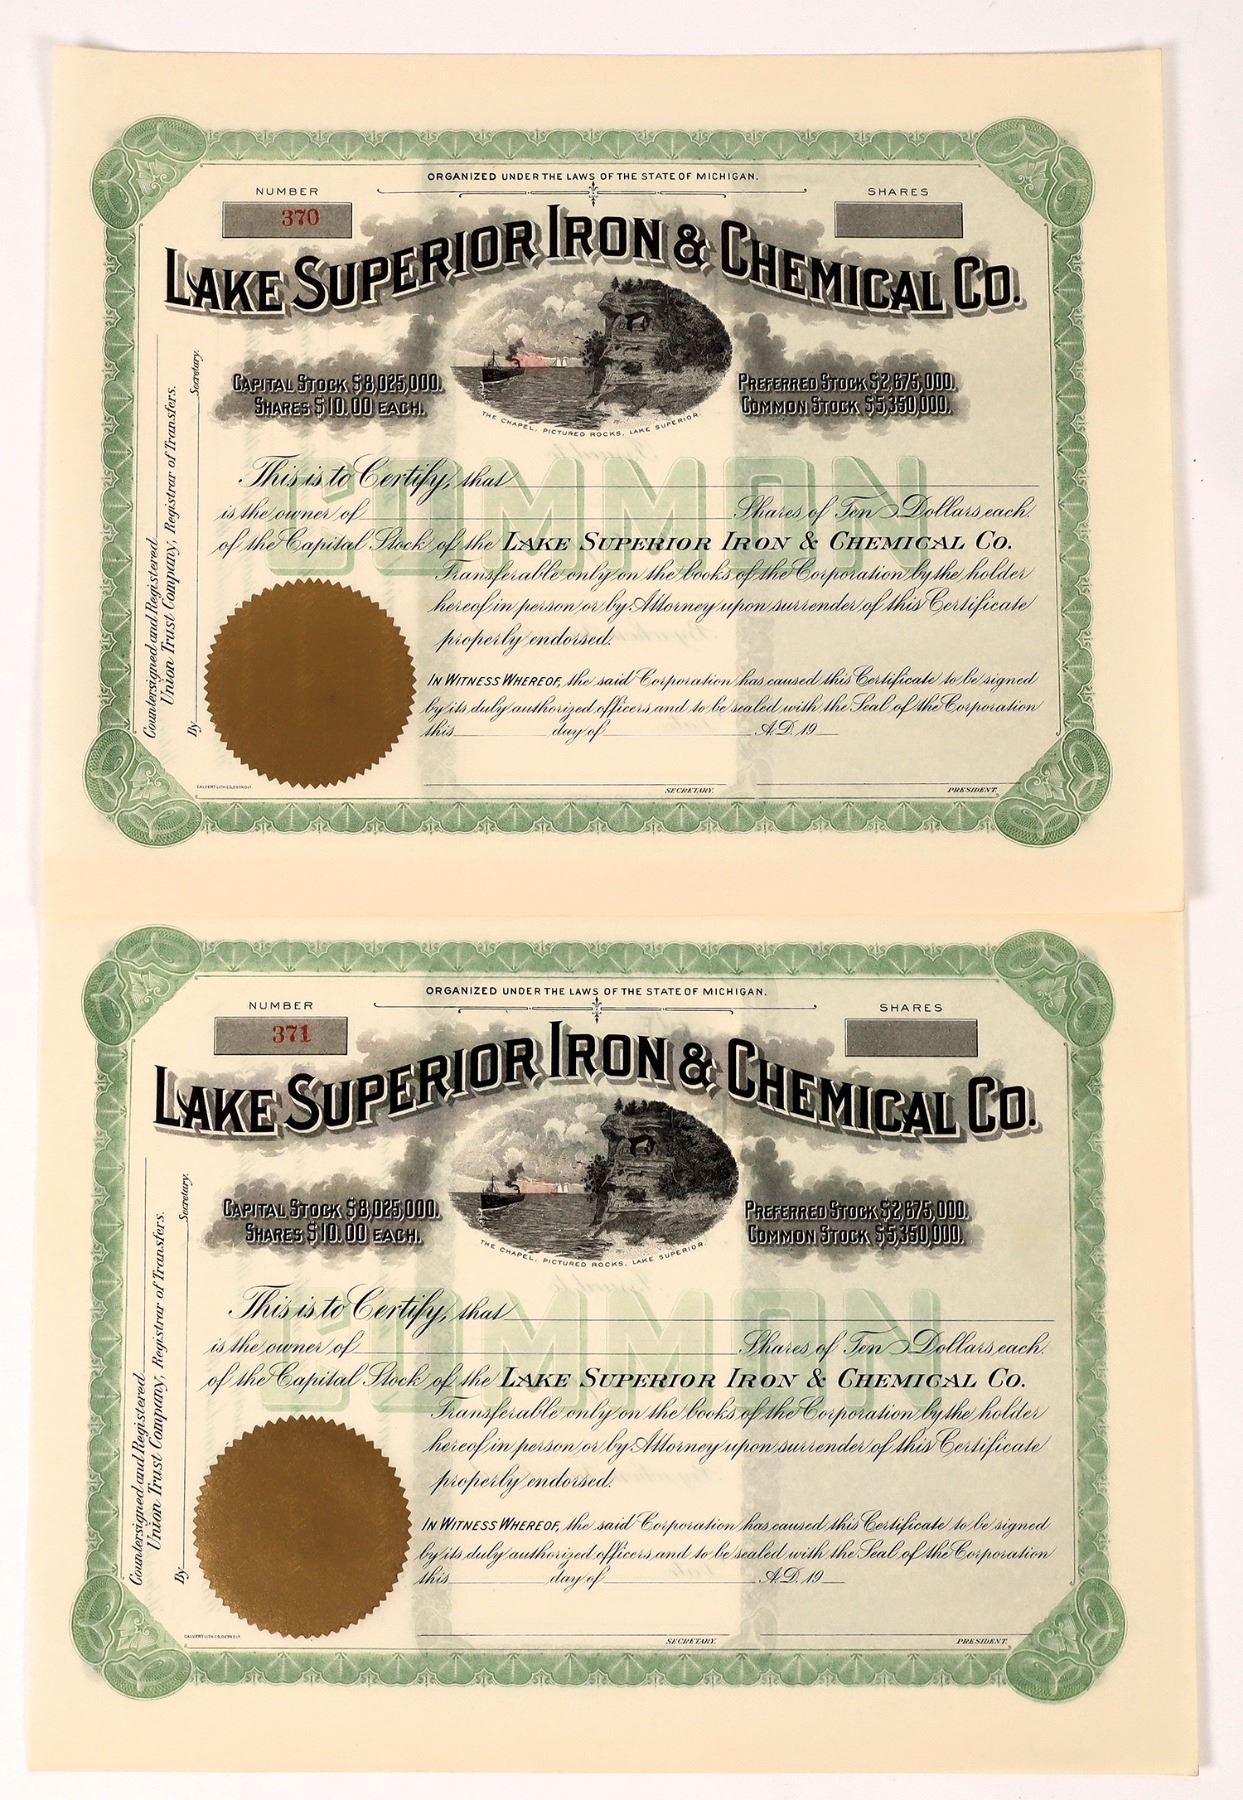 ORGANIZED UNDER THE LAWS OF THE STATE OF MICHIGAN.
NUMBER
SHARES
370
LAKE SUPERIOR IRON & CHEMICAL CO.
CAPITAL STOCK $8,025,000.
SHARES $10.00 EACH.
PREFERRED STOCK $2,675,000.
COMMON STOCK $5,350,000.
THE CHAPEL, PICTURED ROCKS, LAKE SUPERIOR.
COMMON
This is to Certify, that
is the owner of Shares of Ten Dollars each
of the Capital Stock of the LAKE SUPERIOR IRON & CHEMICAL CO.
Transferable only on the books of the Corporation by the holder
hereof in person or by Attorney upon surrender of this Certificate
properly endorsed.
IN WITNESS WHEREOF, the said Corporation has caused this Certificate to be signed
by its duly authorized officers and to be sealed with the Seal of the Corporation
this day of A.D. 19
SECRETARY.
PRESIDENT.
CALVERT LITH. CO. DETROIT.
Countersigned and Registered
Union Trust Company, Registrar of Transfers.
By Secretary.
ORGANIZED UNDER THE LAWS OF THE STATE OF MICHIGAN.
NUMBER
SHARES
371
LAKE SUPERIOR IRON & CHEMICAL CO.
CAPITAL STOCK $8,025,000.
SHARES $10.00 EACH.
PREFERRED STOCK $2,675,000.
COMMON STOCK $5,350,000.
THE CHAPEL, PICTURED ROCKS, LAKE SUPERIOR.
COMMON
This is to Certify, that
is the owner of Shares of Ten Dollars each
of the Capital Stock of the LAKE SUPERIOR IRON & CHEMICAL CO.
Transferable only on the books of the Corporation by the holder
hereof in person or by Attorney upon surrender of this Certificate
properly endorsed.
IN WITNESS WHEREOF, the said Corporation has caused this Certificate to be signed
by its duly authorized officers and to be sealed with the Seal of the Corporation
this day of A.D. 19
SECRETARY.
PRESIDENT.
CALVERT LITH. CO. DETROIT.
Countersigned and Registered
Union Trust Company, Registrar of Transfers.
By Secretary.